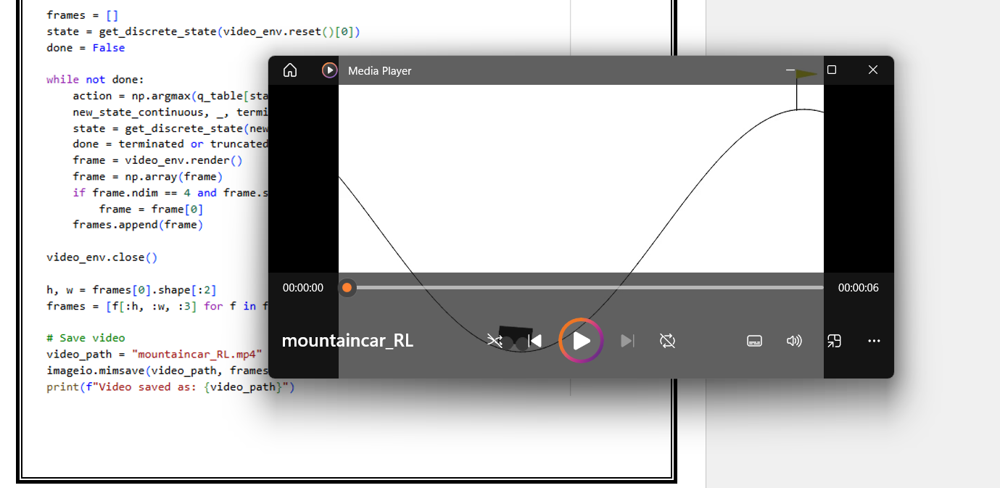 frames = []
state = get_discrete_state(video_env.reset()[0])
done = False
while not done:
action = np.argmax(q_table[sta
new_state_continuous, _, termi
state = get_discrete_state(new
done = terminated or truncated
frame = video_env.render()
frame = np.array(frame)
if frame.ndim == 4 and frame.s
frame = frame[0]
frames.append(frame)
video_env.close()
h, w = frames[0].shape[:2]
frames = [f[:h, :w, :3] for f in f
# Save video
video_path = "mountaincar_RL.mp4"
imageio.mimsave(video_path, frames
print(f"Video saved as: {video_path}")
Media Player
00:00:00
00:00:06
mountaincar_RL